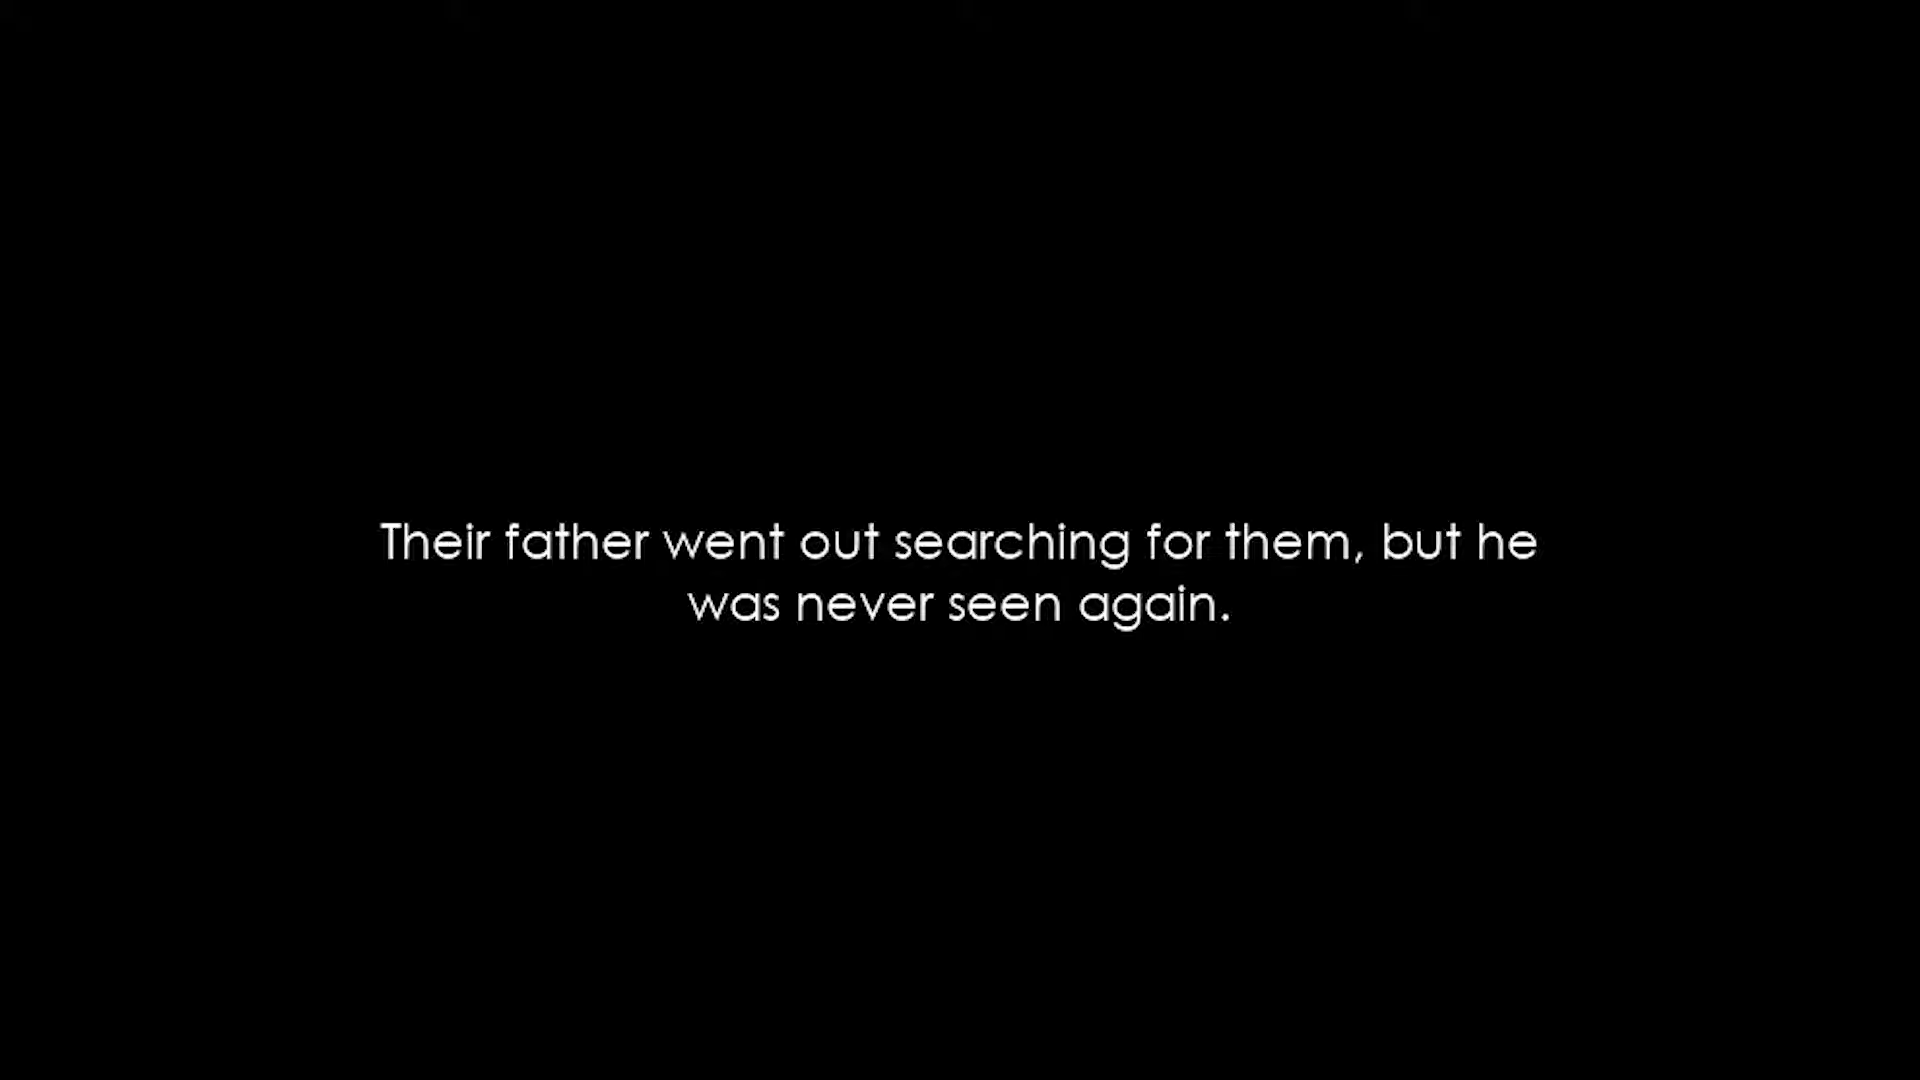 Their father went out searching for them, but he
was never seen again.